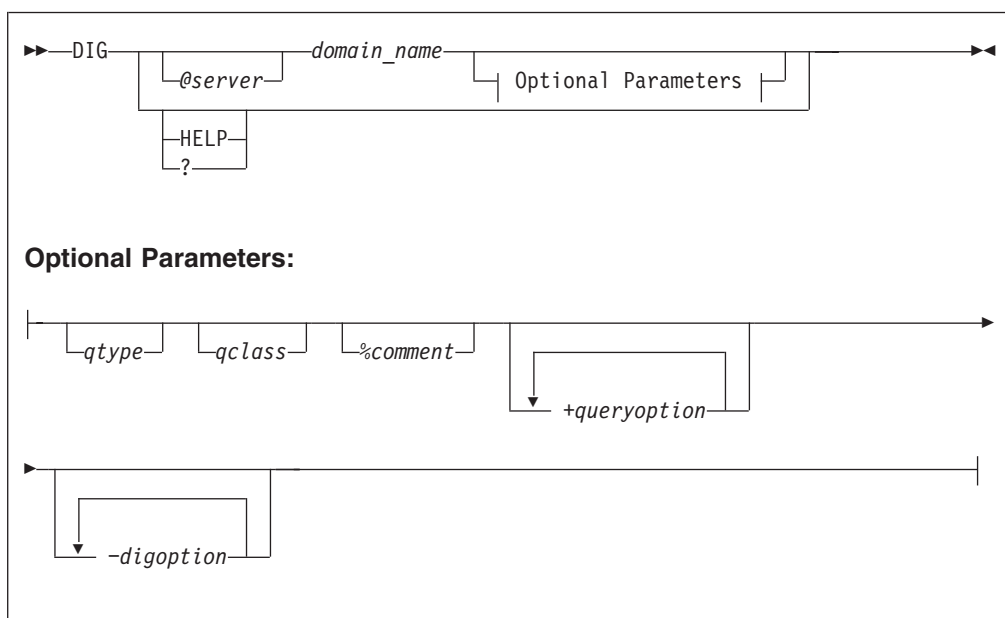 DIG @server domain_name Optional Parameters
HELP
?
Optional Parameters:
qtype qclass %comment +queryoption
−digoption